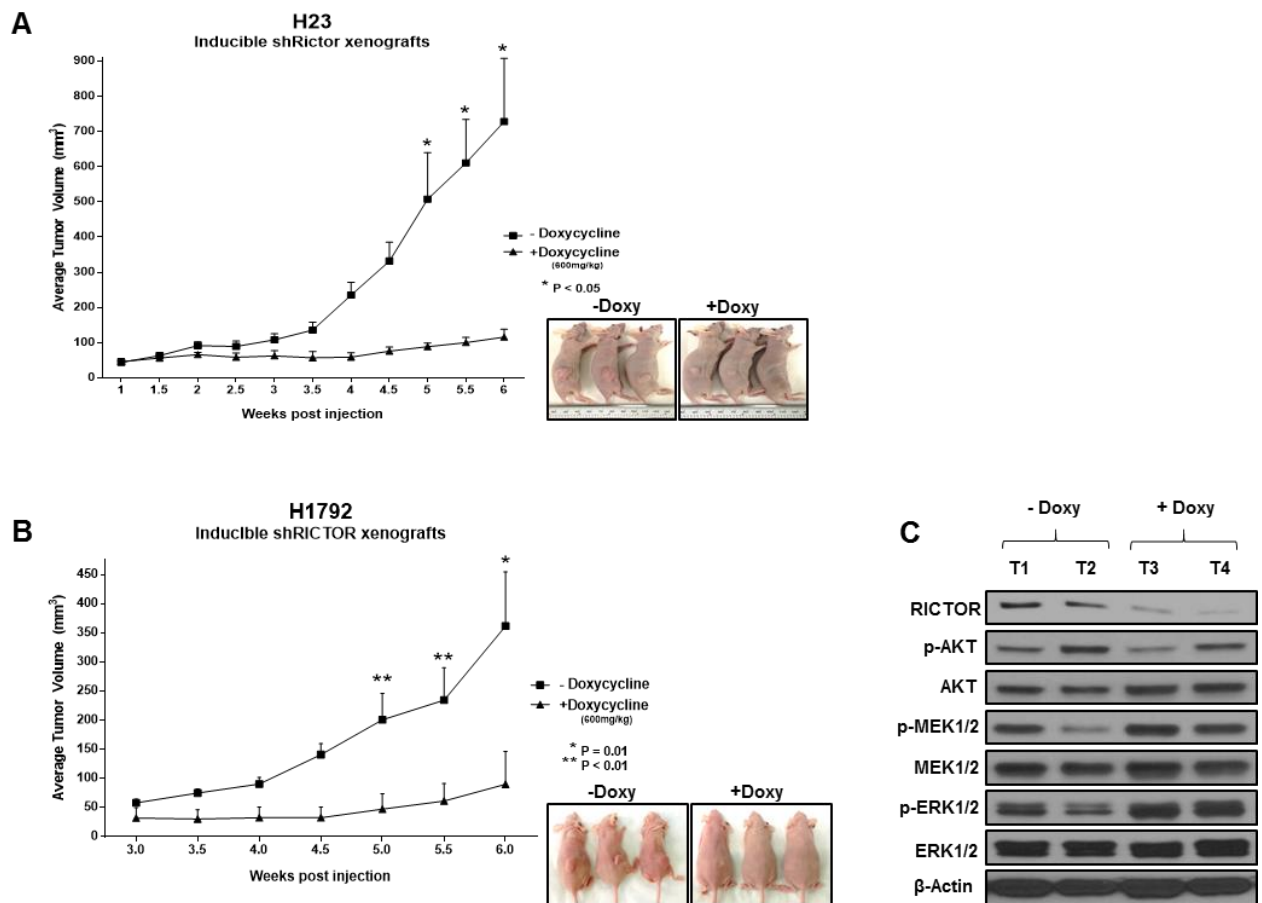 A
H23
Inducible shRictor xenografts
900
800
700
600
500
400
300
200
100
0
Average Tumor Volume (mm³)
*
*
*
1 1.5 2 2.5 3 3.5 4 4.5 5 5.5 6
Weeks post injection
- Doxycycline
+Doxycycline
(600mg/kg)
* P < 0.05
-Doxy +Doxy
B
H1792
Inducible shRICTOR xenografts
450
400
350
300
250
200
150
100
50
0
Average Tumor Volume (mm³)
**
**
*
3.0 3.5 4.0 4.5 5.0 5.5 6.0
Weeks post injection
- Doxycycline
+Doxycycline
(600mg/kg)
* P = 0.01
** P < 0.01
-Doxy +Doxy
C
- Doxy + Doxy
T1 T2 T3 T4
RICTOR
p-AKT
AKT
p-MEK1/2
MEK1/2
p-ERK1/2
ERK1/2
β-Actin